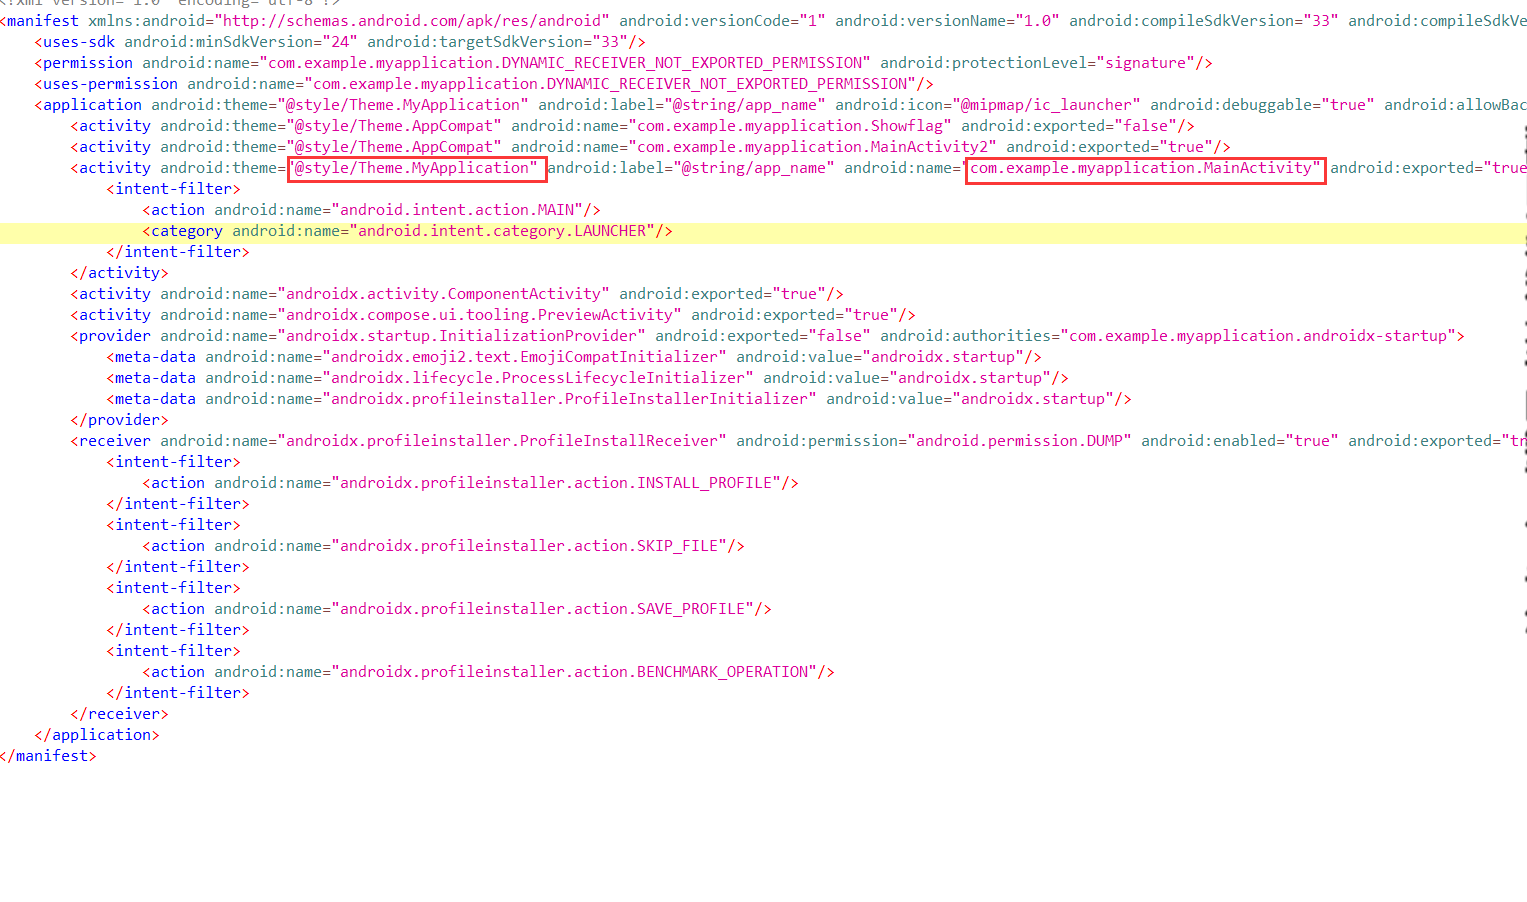 <?xml version="1.0" encoding="utf-8"?>
<manifest xmlns:android="http://schemas.android.com/apk/res/android" android:versionCode="1" android:versionName="1.0" android:compileSdkVersion="33" android:compileSdkVe
<uses-sdk android:minSdkVersion="24" android:targetSdkVersion="33"/>
<permission android:name="com.example.myapplication.DYNAMIC_RECEIVER_NOT_EXPORTED_PERMISSION" android:protectionLevel="signature"/>
<uses-permission android:name="com.example.myapplication.DYNAMIC_RECEIVER_NOT_EXPORTED_PERMISSION"/>
<application android:theme="@style/Theme.MyApplication" android:label="@string/app_name" android:icon="@mipmap/ic_launcher" android:debuggable="true" android:allowBac
<activity android:theme="@style/Theme.AppCompat" android:name="com.example.myapplication.Showflag" android:exported="false"/>
<activity android:theme="@style/Theme.AppCompat" android:name="com.example.myapplication.MainActivity2" android:exported="true"/>
<activity android:theme="@style/Theme.MyApplication" android:label="@string/app_name" android:name="com.example.myapplication.MainActivity" android:exported="true
<intent-filter>
<action android:name="android.intent.action.MAIN"/>
<category android:name="android.intent.category.LAUNCHER"/>
</intent-filter>
</activity>
<activity android:name="androidx.activity.ComponentActivity" android:exported="true"/>
<activity android:name="androidx.compose.ui.tooling.PreviewActivity" android:exported="true"/>
<provider android:name="androidx.startup.InitializationProvider" android:exported="false" android:authorities="com.example.myapplication.androidx-startup">
<meta-data android:name="androidx.emoji2.text.EmojiCompatInitializer" android:value="androidx.startup"/>
<meta-data android:name="androidx.lifecycle.ProcessLifecycleInitializer" android:value="androidx.startup"/>
<meta-data android:name="androidx.profileinstaller.ProfileInstallerInitializer" android:value="androidx.startup"/>
</provider>
<receiver android:name="androidx.profileinstaller.ProfileInstallReceiver" android:permission="android.permission.DUMP" android:enabled="true" android:exported="tr
<intent-filter>
<action android:name="androidx.profileinstaller.action.INSTALL_PROFILE"/>
</intent-filter>
<intent-filter>
<action android:name="androidx.profileinstaller.action.SKIP_FILE"/>
</intent-filter>
<intent-filter>
<action android:name="androidx.profileinstaller.action.SAVE_PROFILE"/>
</intent-filter>
<intent-filter>
<action android:name="androidx.profileinstaller.action.BENCHMARK_OPERATION"/>
</intent-filter>
</receiver>
</application>
</manifest>